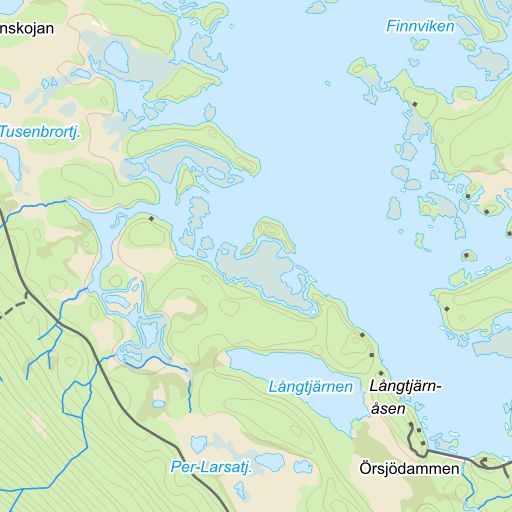 Finnviken
nskojan
Tusenbrortj.
Långtjärnen
Långtjärn-
åsen
Per-Larsatj.
Örsjödammen